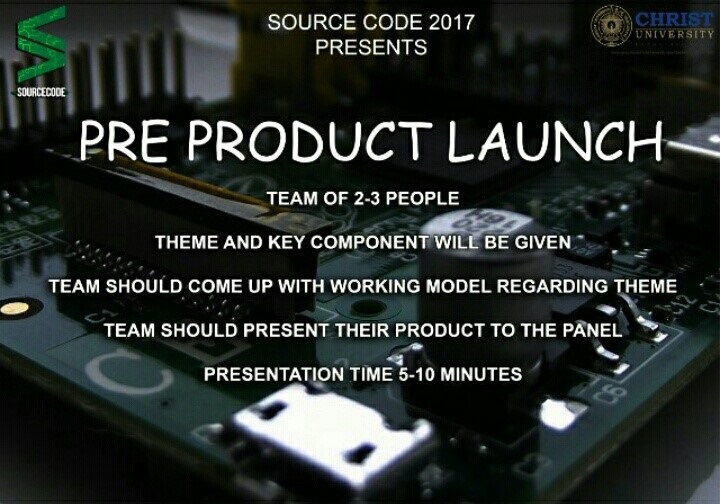 SOURCE CODE 2017
PRESENTS
SOURCECODE
CHRIST
UNIVERSITY
PRE PRODUCT LAUNCH
TEAM OF 2-3 PEOPLE
THEME AND KEY COMPONENT WILL BE GIVEN
TEAM SHOULD COME UP WITH WORKING MODEL REGARDING THEME
TEAM SHOULD PRESENT THEIR PRODUCT TO THE PANEL
PRESENTATION TIME 5-10 MINUTES
C1
C6